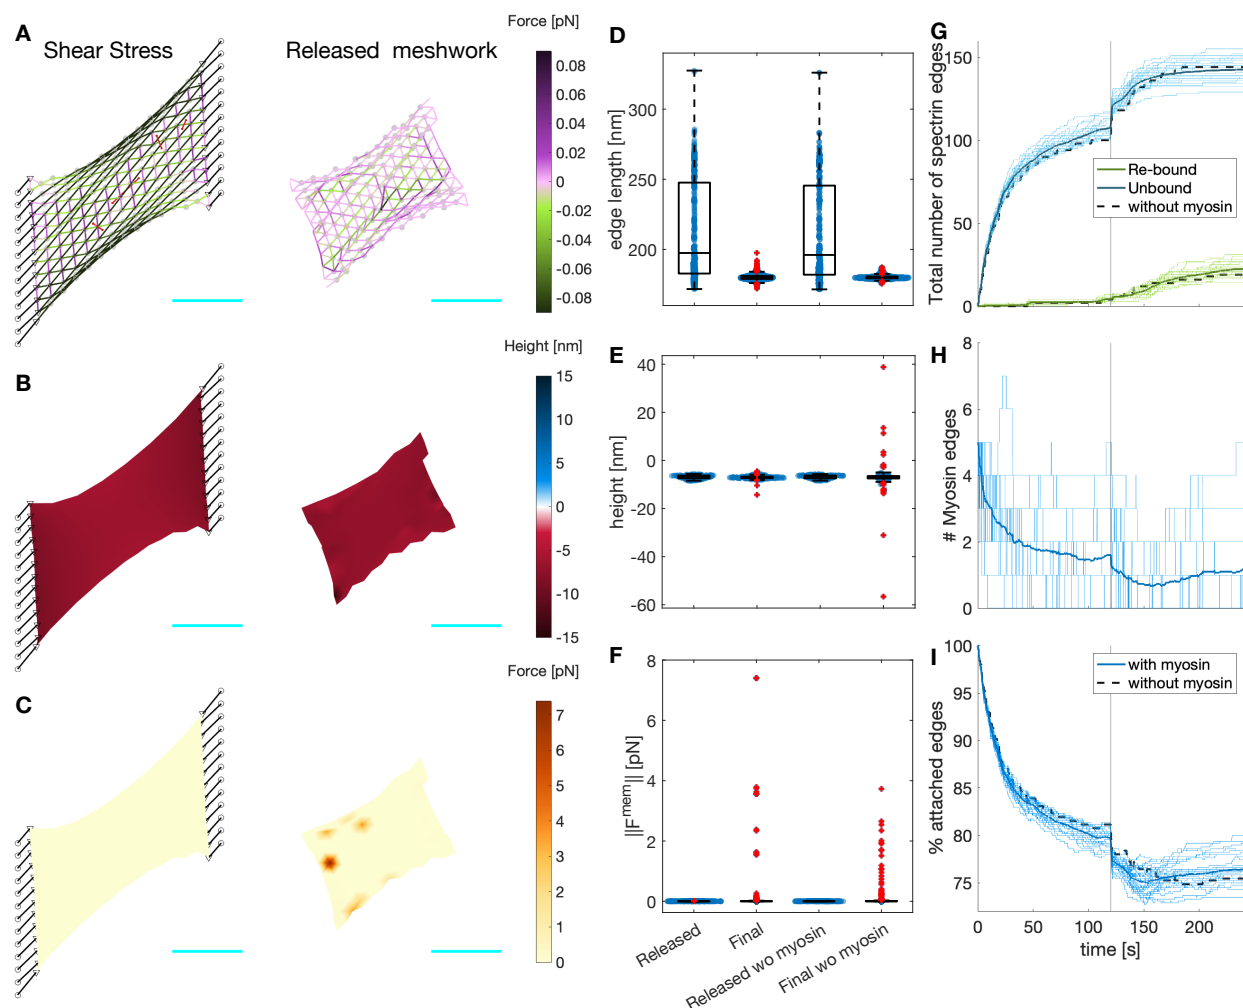 A
Shear Stress
Released meshwork
Force [pN]
0.08
0.06
0.04
0.02
0
-0.02
-0.04
-0.06
-0.08
B
Height [nm]
15
10
5
0
-5
-10
-15
C
Force [pN]
7
6
5
4
3
2
1
0
D
edge length [nm]
300
250
200
E
height [nm]
40
20
0
-20
-40
-60
F
||F^mem|| [pN]
8
6
4
2
0
Released
Final
Released wo myosin
Final wo myosin
G
Total number of spectrin edges
150
100
50
0
Re-bound
Unbound
without myosin
H
# Myosin edges
8
6
4
2
0
I
% attached edges
100
95
90
85
80
75
with myosin
without myosin
0 50 100 150 200
time [s]